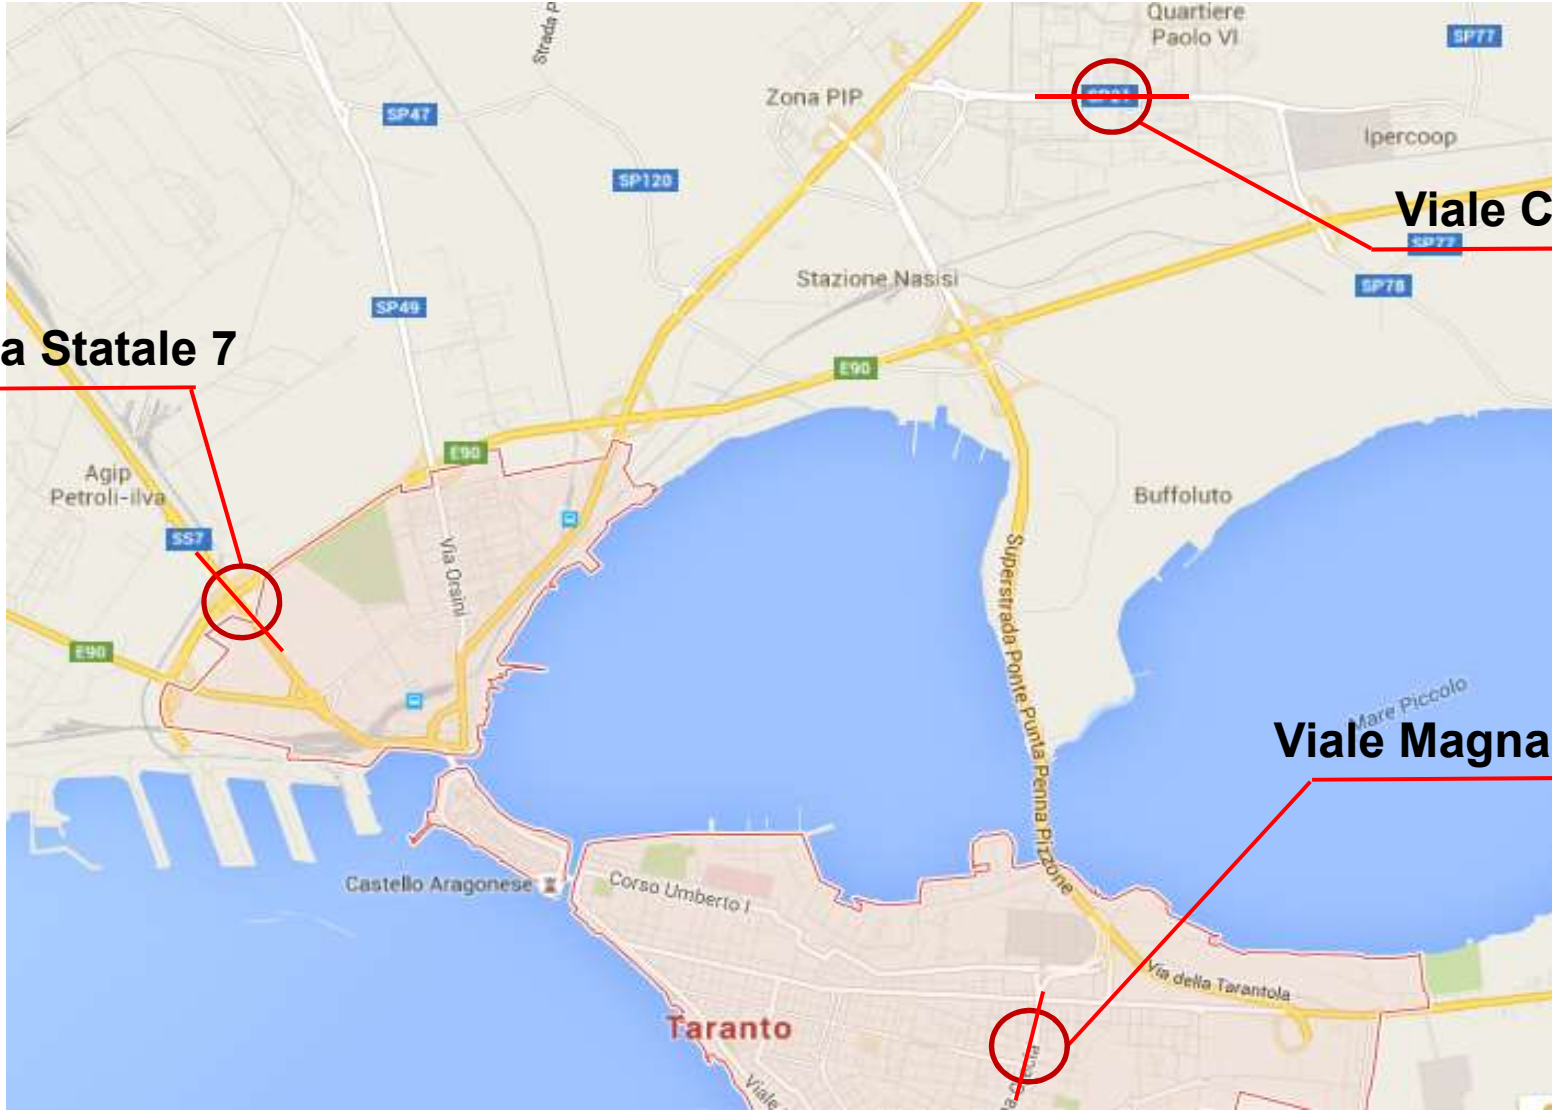 Quartiere
Paolo VI
SP77
Strada p
Zona PIP
SP47
Ipercoop
SP120
Viale C
SP77
Stazione Nasisi
SP78
SP49
a Statale 7
E90
E90
Agip
Petroli-ilva
Buffoluto
SS7
Via Orsini
Superstrada Ponte Punta Penna Pizzone
E90
Mare Piccolo
Viale Magna
Castello Aragonese
Corso Umberto I
Via della Tarantola
Taranto
Viale